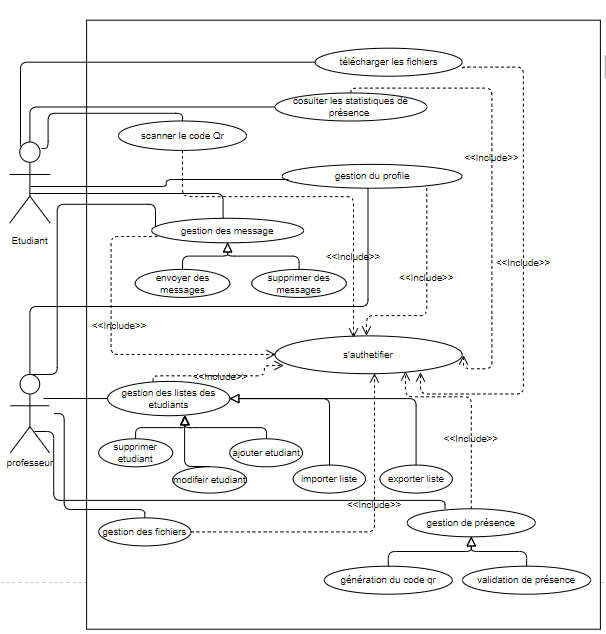 télécharger les fichiers
cosulter les statistiques de
présence
scanner le code Qr
<<Include>>
gestion du profile
Etudiant
gestion des message
<<Include>>
<<Include>>
<<Include>>
envoyer des
messages
supprimer des
messages
<<Include>>
s'authetifier
<<Include>>
gestion des listes des
etudiants
professeur
supprimer
etudiant
ajouter etudiant
<<Include>>
modifeir etudiant
importer liste
exporter liste
<<Include>>
gestion des fichiers
gestion de présence
génération du code qr
validation de présence